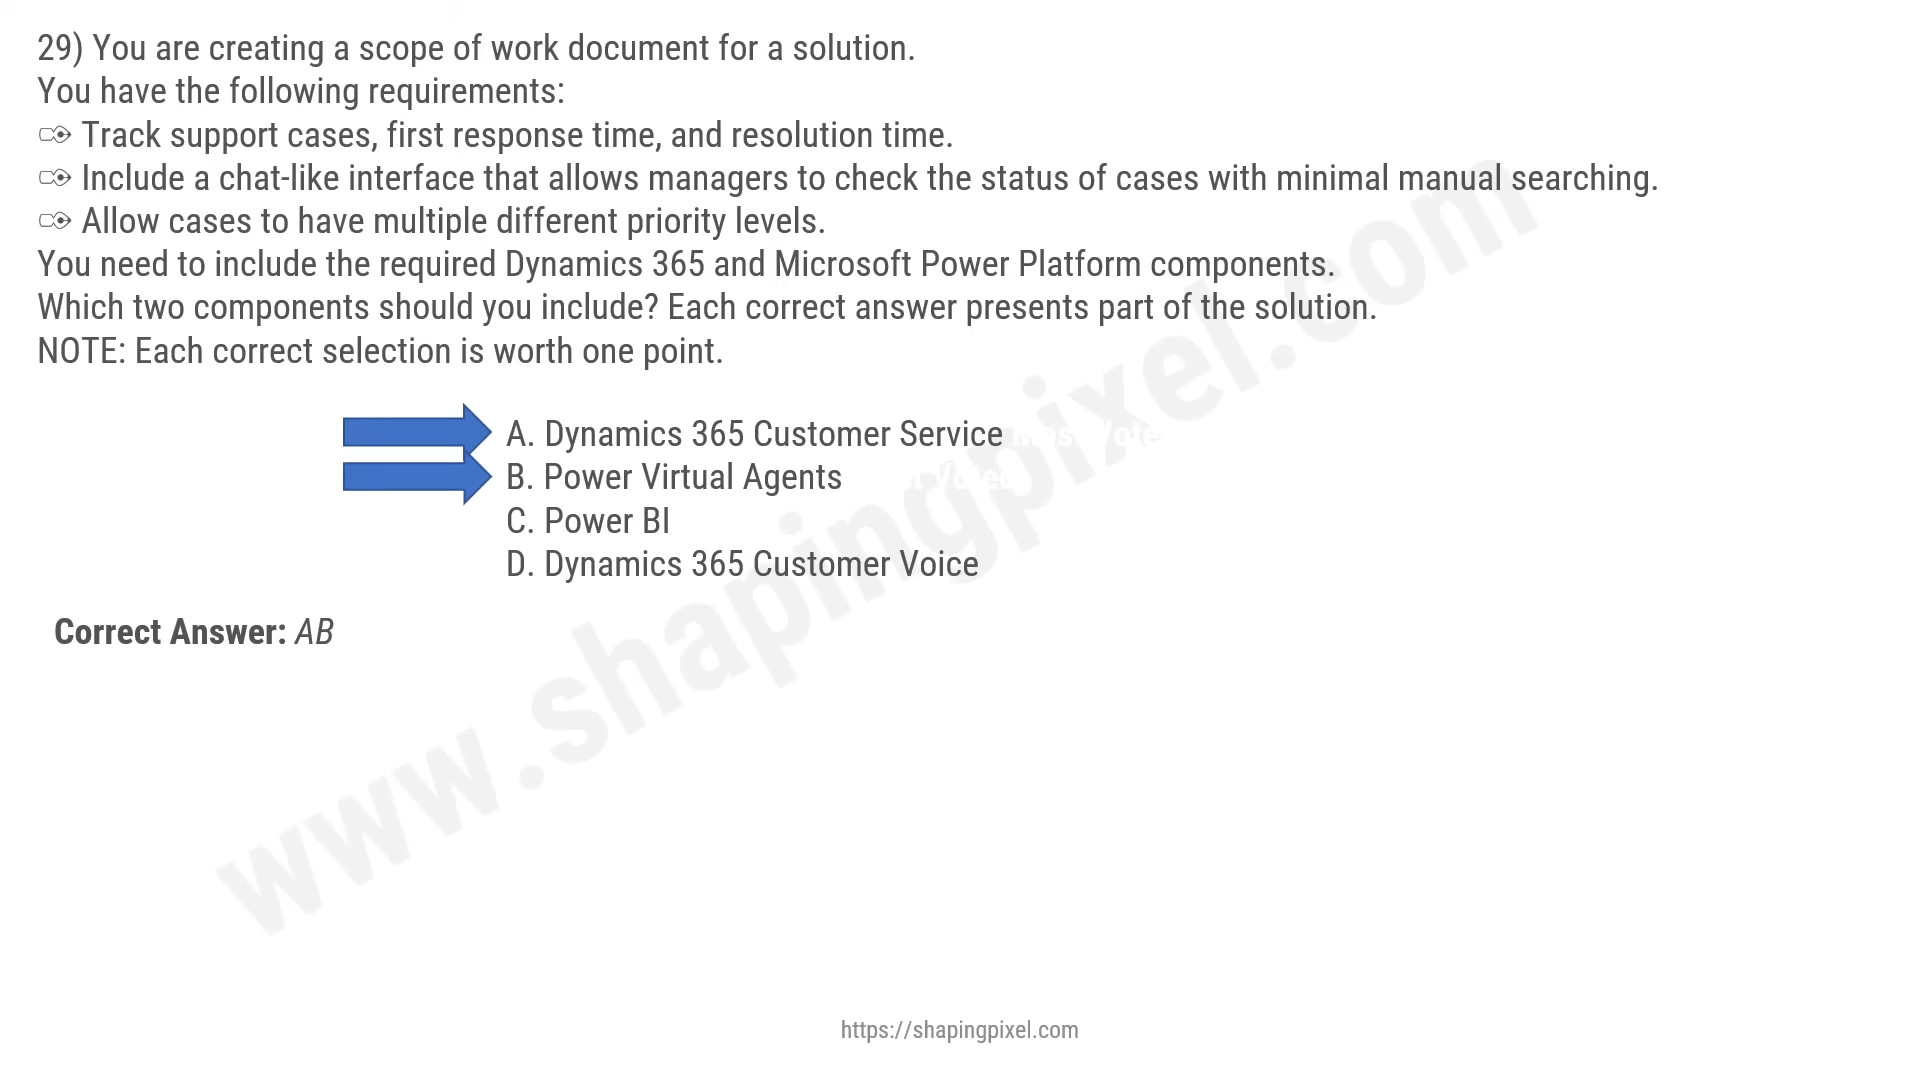 29) You are creating a scope of work document for a solution.
You have the following requirements:
Track support cases, first response time, and resolution time.
Include a chat-like interface that allows managers to check the status of cases with minimal manual searching.
Allow cases to have multiple different priority levels.
You need to include the required Dynamics 365 and Microsoft Power Platform components.
Which two components should you include? Each correct answer presents part of the solution.
NOTE: Each correct selection is worth one point.
A. Dynamics 365 Customer Service
B. Power Virtual Agents
C. Power BI
D. Dynamics 365 Customer Voice
Correct Answer: AB
www.shapingpixel.com
https://shapingpixel.com